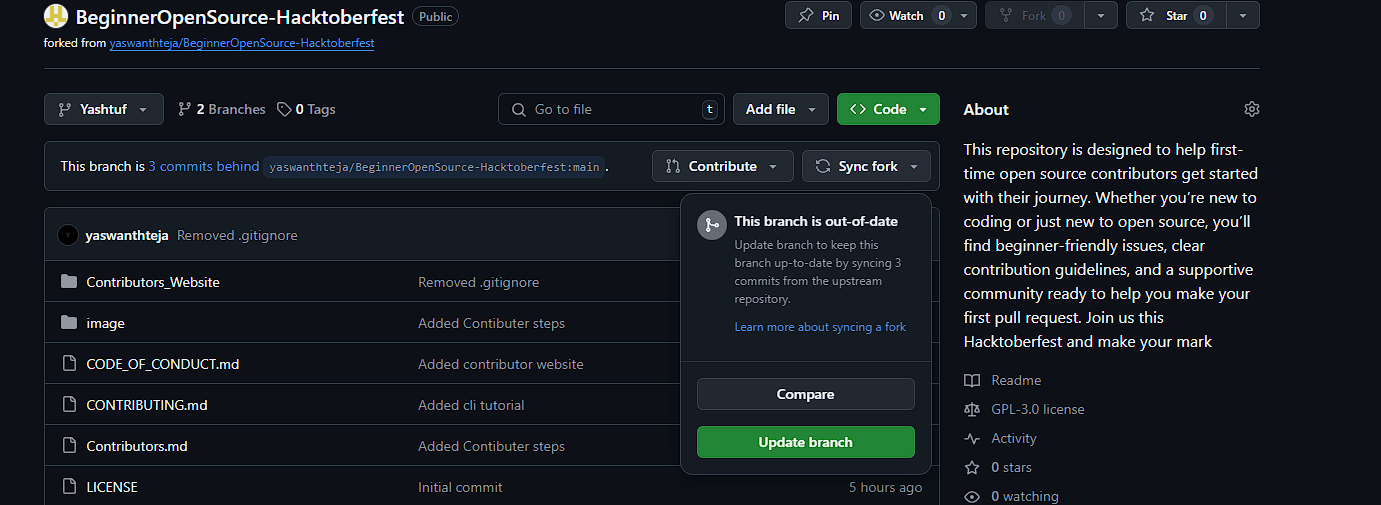 BeginnerOpenSource-Hacktoberfest Public Pin Watch 0 Fork 0 Star 0
forked from yaswanthteja/BeginnerOpenSource-Hacktoberfest
Yashtuf 2 Branches 0 Tags Go to file t Add file <> Code
This branch is 3 commits behind yaswanthteja/BeginnerOpenSource-Hacktoberfest:main . Contribute Sync fork
This branch is out-of-date
Update branch to keep this
branch up-to-date by syncing 3
commits from the upstream
repository.
Learn more about syncing a fork
Compare
Update branch
yaswanthteja Removed .gitignore
Contributors_Website Removed .gitignore
image Added Contibuter steps
CODE_OF_CONDUCT.md Added contributor website
CONTRIBUTING.md Added cli tutorial
Contributors.md Added Contibuter steps
LICENSE Initial commit 5 hours ago
About
This repository is designed to help first-
time open source contributors get started
with their journey. Whether you’re new to
coding or just new to open source, you’ll
find beginner-friendly issues, clear
contribution guidelines, and a supportive
community ready to help you make your
first pull request. Join us this
Hacktoberfest and make your mark
Readme
GPL-3.0 license
Activity
0 stars
0 watching